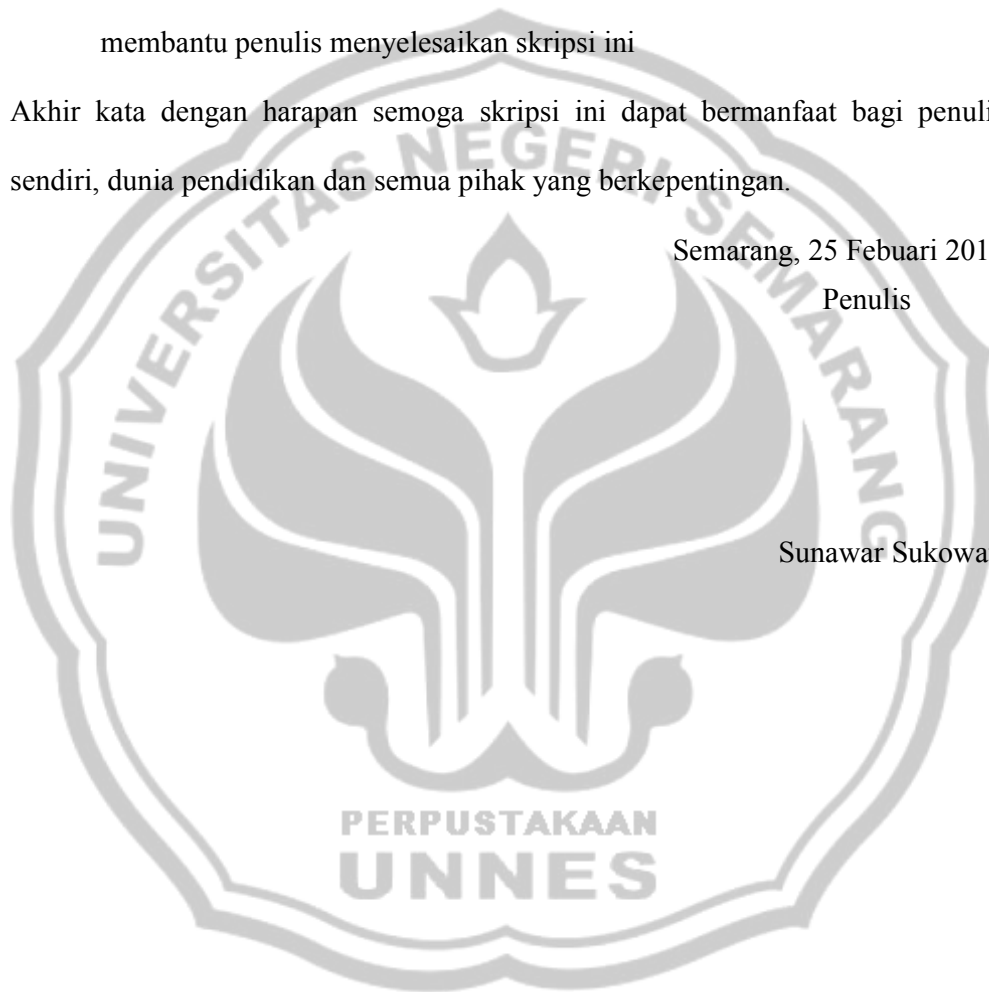 membantu penulis menyelesaikan skripsi ini
Akhir kata dengan harapan semoga skripsi ini dapat bermanfaat bagi penuli
sendiri, dunia pendidikan dan semua pihak yang berkepentingan.
Semarang, 25 Febuari 201
Penulis
Sunawar Sukowa
UNIVERSITAS NEGERI SEMARANG
PERPUSTAKAAN
UNNES